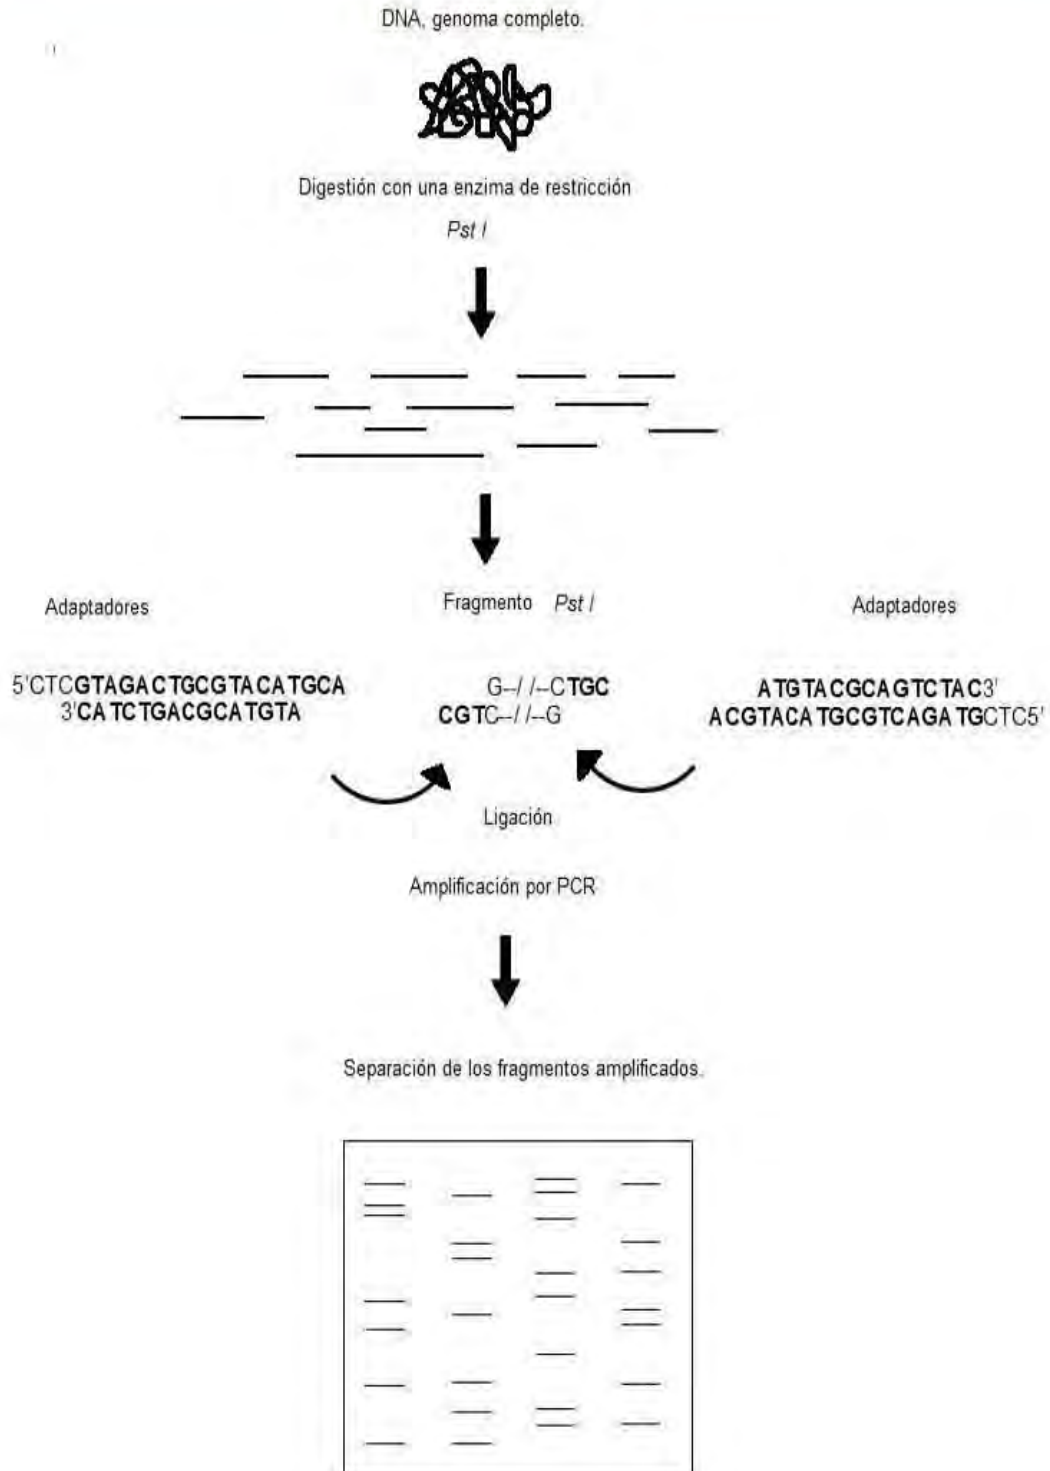 DNA, genoma completo.
Digestión con una enzima de restricción
Pst I
Adaptadores
Fragmento Pst I
Adaptadores
5'CTCGTAGACTGCGTACATGCA
3'CATCTGACGCATGTA
G--//--CTGC
CGTC--//--G
ATGTACGCAGTCTAC3'
ACGTACATGCGTCAGATGCTC5'
Ligación
Amplificación por PCR
Separación de los fragmentos amplificados.